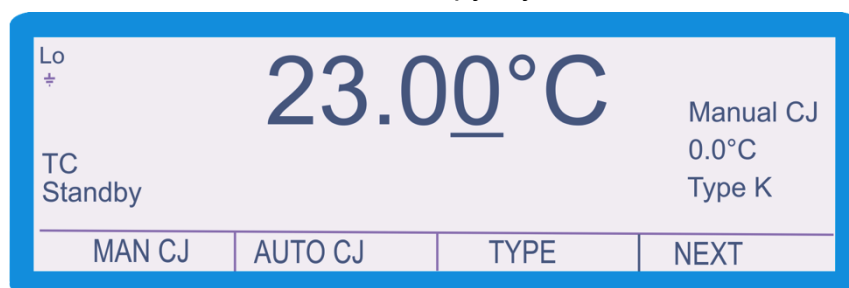 Lo
23.00°C
Manual CJ
0.0°C
Type K
TC
Standby
MAN CJ
AUTO CJ
TYPE
NEXT